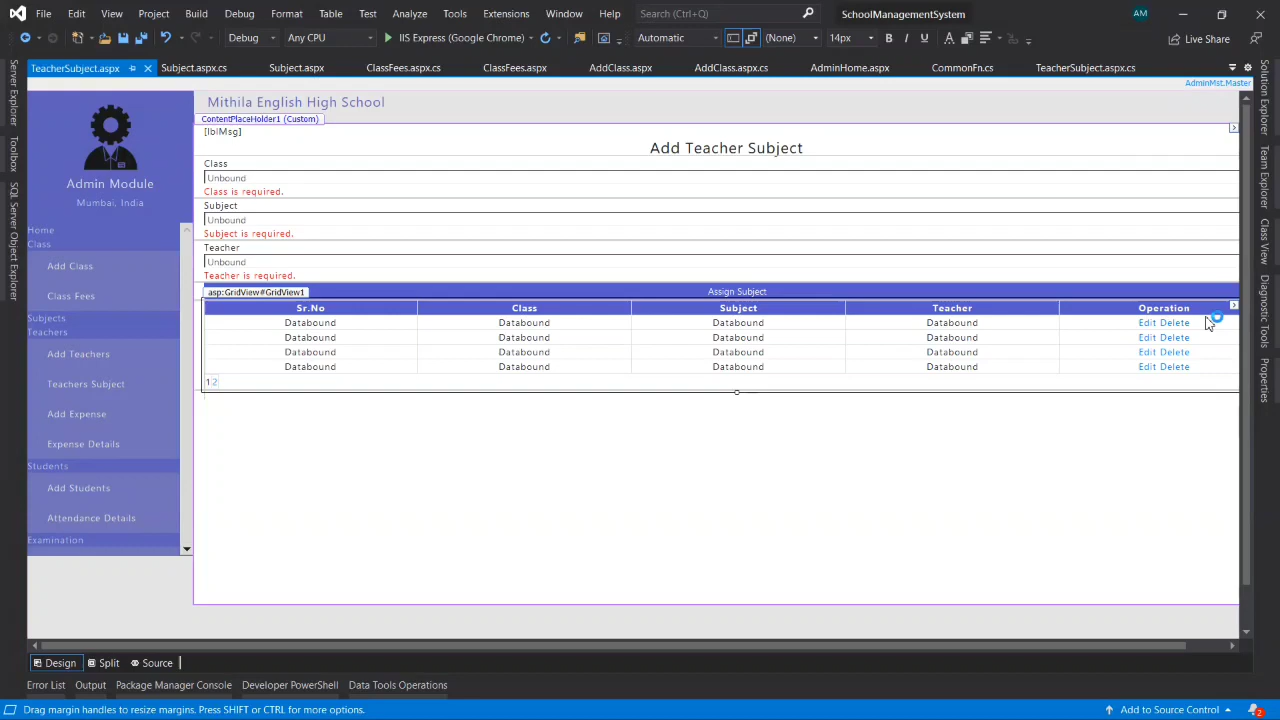 File Edit View Project Build Debug Format Table Test Analyze Tools Extensions Window Help Search (Ctrl+Q) SchoolManagementSystem AM
Debug Any CPU IIS Express (Google Chrome) Automatic (None) 14px B I U A Live Share
TeacherSubject.aspx Subject.aspx.cs Subject.aspx ClassFees.aspx.cs ClassFees.aspx AddClass.aspx AddClass.aspx.cs AdminHome.aspx CommonFn.cs TeacherSubject.aspx.cs
AdminMst.Master
Server Explorer
Toolbox
SQL Server Object Explorer
Admin Module
Mumbai, India
Home
Class
Add Class
Class Fees
Subjects
Teachers
Add Teachers
Teachers Subject
Add Expense
Expense Details
Students
Add Students
Attendance Details
Examination
Mithila English High School
ContentPlaceHolder1 (Custom)
[lblMsg]
Add Teacher Subject
Class
Unbound
Class is required.
Subject
Unbound
Subject is required.
Teacher
Unbound
Teacher is required.
asp:GridView#GridView1 Assign Subject
Sr.No Class Subject Teacher Operation
Databound Databound Databound Databound Edit Delete
Databound Databound Databound Databound Edit Delete
Databound Databound Databound Databound Edit Delete
Databound Databound Databound Databound Edit Delete
1 2
Solution Explorer
Team Explorer
Class View
Diagnostic Tools
Properties
Design Split Source
Error List Output Package Manager Console Developer PowerShell Data Tools Operations
Drag margin handles to resize margins. Press SHIFT or CTRL for more options. Add to Source Control 2